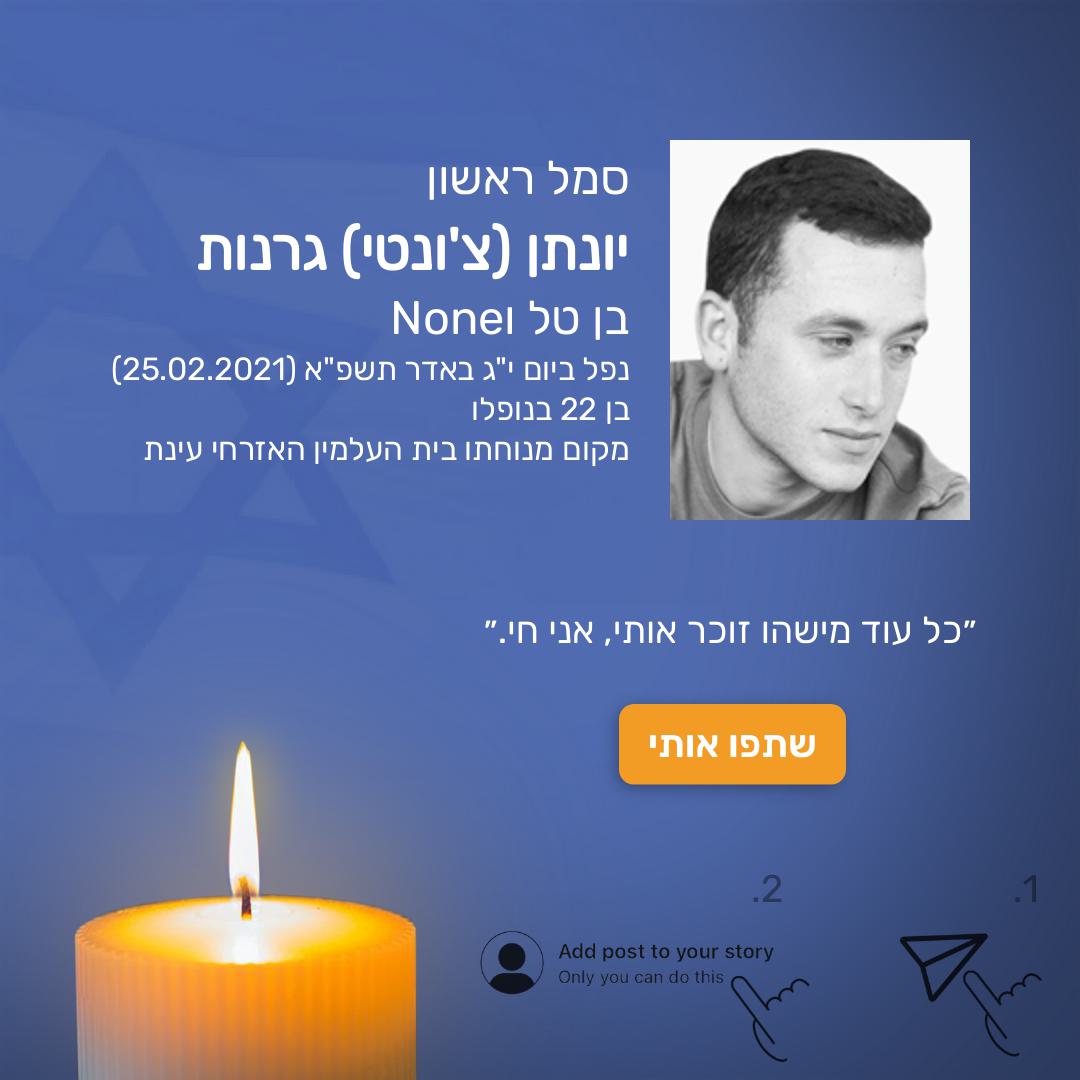 סמל ראשון
יונתן (צ'ונטי) גרנות
בן טל וNone
נפל ביום י"ג באדר תשפ"א (25.02.2021)
בן 22 בנופלו
מקום מנוחתו בית העלמין האזרחי עינת
״כל עוד מישהו זוכר אותי, אני חי.״
שתפו אותי
1.
2.
Add post to your story
Only you can do this